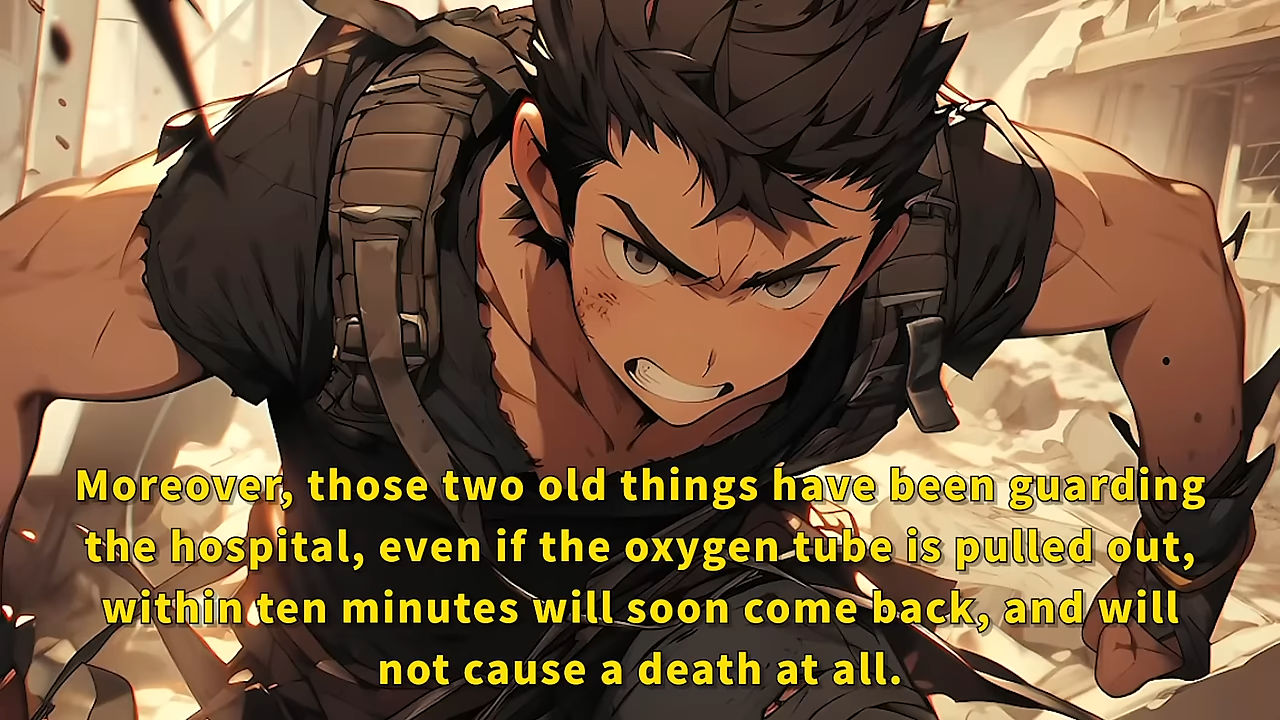 Moreover, those two old things have been guarding
the hospital, even if the oxygen tube is pulled out,
within ten minutes will soon come back, and will
not cause a death at all.